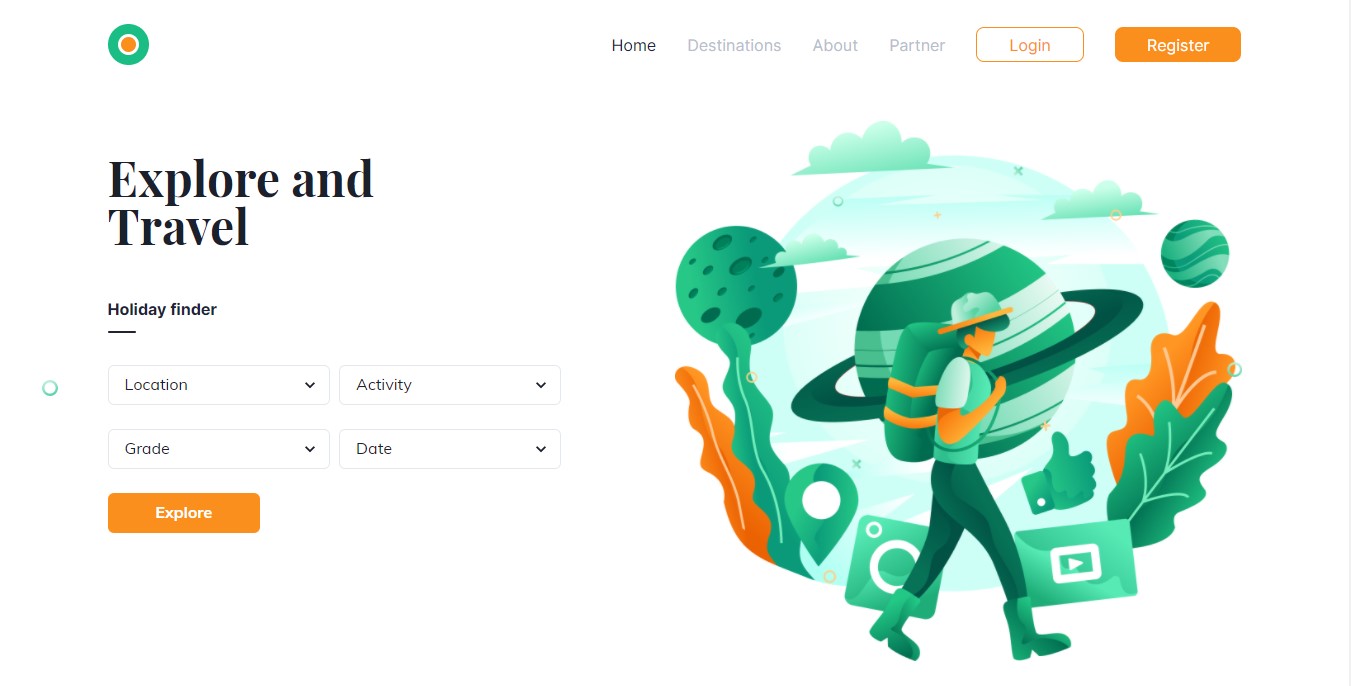 Home Destinations About Partner Login Register
Explore and
Travel
Holiday finder
Location Activity
Grade Date
Explore